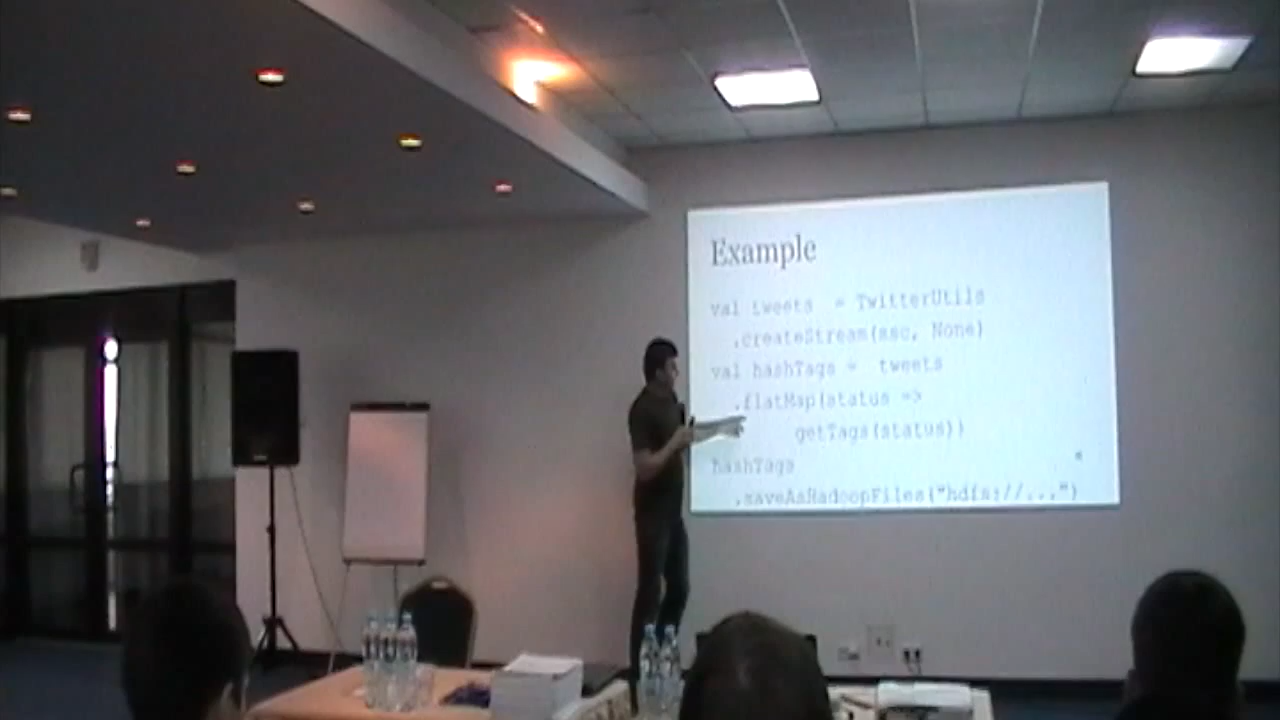 Example
val tweets = TwitterUtils
.createStream(ssc, None)
val hashTags = tweets
.flatMap(status =>
getTags(status))
hashTags
.saveAsHadoopFiles("hdfs://...")